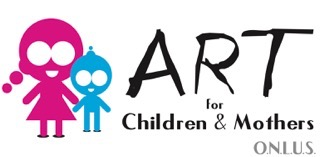 ART
for
Children & Mothers
O.N.L.U.S.